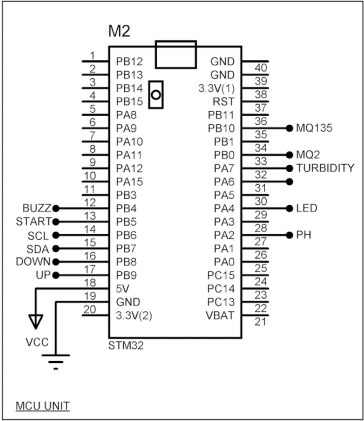 M2
1 PB12 GND 40
2 PB13 GND 39
3 PB14 3.3V(1) 38
4 PB15 RST 37
5 PA8 PB11 36
6 PA9 PB10 35 MQ135
7 PA10 PB1 34
8 PA11 PB0 33 MQ2
9 PA12 PA7 32 TURBIDITY
10 PA15 PA6 31
11 PB3 PA5 30
BUZZ 12 PB4 PA4 29 LED
START 13 PB5 PA3 28
SCL 14 PB6 PA2 27 PH
SDA 15 PB7 PA1 26
DOWN 16 PB8 PA0 25
UP 17 PB9 PC15 24
18 5V PC14 23
19 GND PC13 22
20 3.3V(2) VBAT 21
VCC
STM32
MCU UNIT